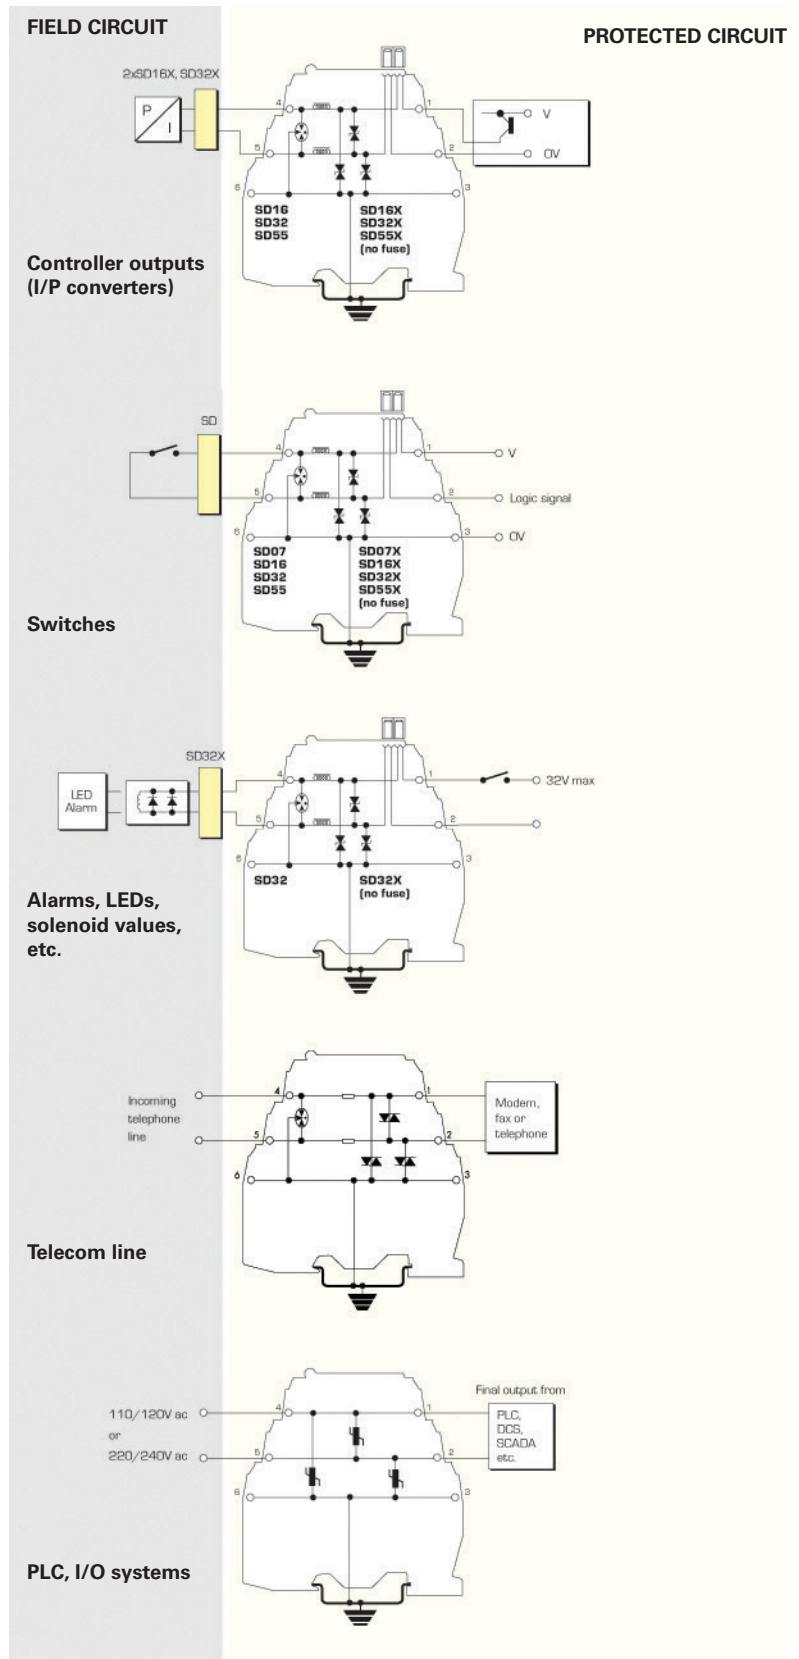 FIELD CIRCUIT
PROTECTED CIRCUIT
2xSD16X, SD32X
P
I
4
5
6
1
2
3
V
0V
SD16
SD32
SD55
SD16X
SD32X
SD55X
(no fuse)
Controller outputs
(I/P converters)
SD
4
5
6
1
2
3
V
Logic signal
0V
SD07
SD16
SD32
SD55
SD07X
SD16X
SD32X
SD55X
(no fuse)
Switches
SD32X
LED
Alarm
4
5
6
1
2
3
32V max
SD32
SD32X
(no fuse)
Alarms, LEDs,
solenoid values,
etc.
Incoming
telephone
line
4
5
6
1
2
3
Modem,
fax or
telephone
Telecom line
110/120V ac
or
220/240V ac
4
5
6
1
2
3
Final output from
PLC,
DCS,
SCADA
etc.
PLC, I/O systems